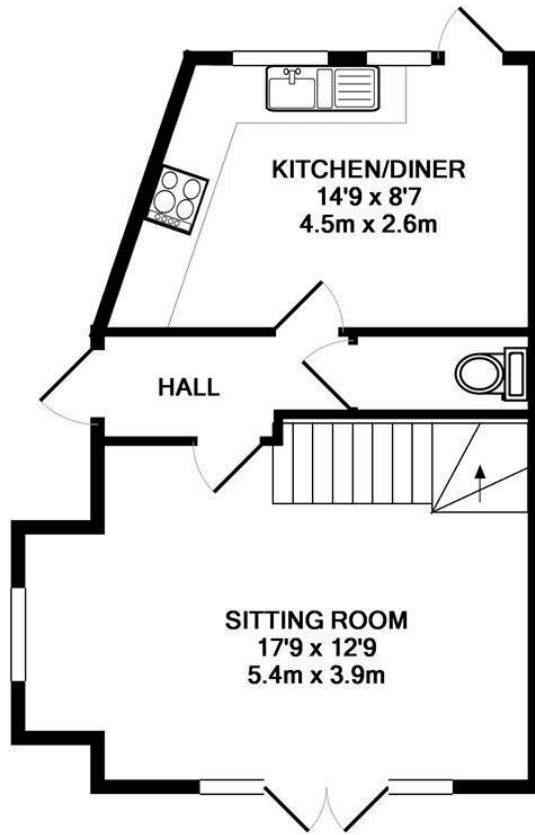 KITCHEN/DINER
14'9 x 8'7
4.5m x 2.6m
HALL
SITTING ROOM
17'9 x 12'9
5.4m x 3.9m